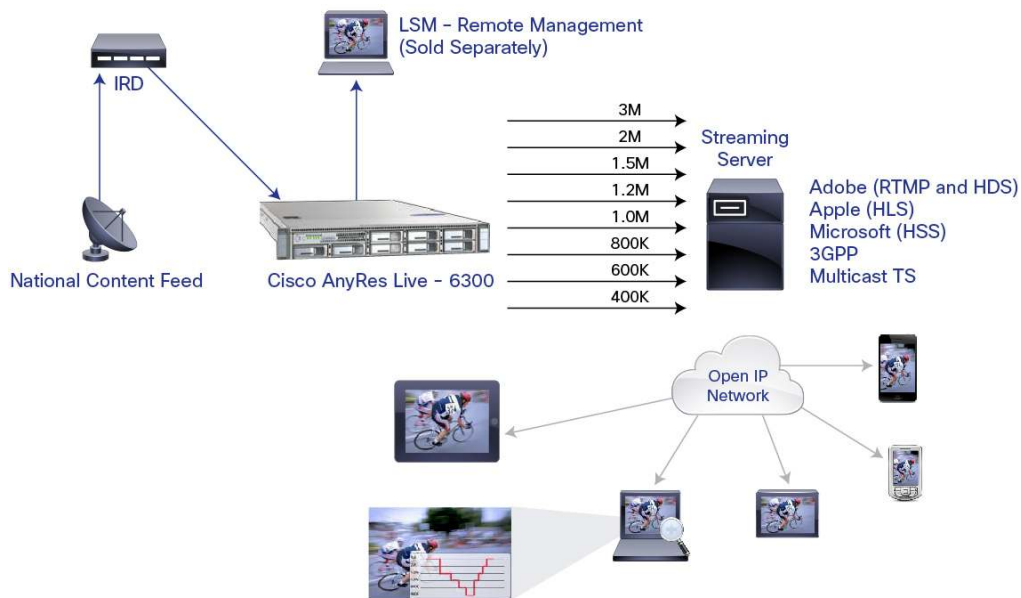 LSM – Remote Management
(Sold Separately)
IRD
National Content Feed
Cisco AnyRes Live – 6300
3M
2M
1.5M
1.2M
1.0M
800K
600K
400K
Streaming
Server
Adobe (RTMP and HDS)
Apple (HLS)
Microsoft (HSS)
3GPP
Multicast TS
Open IP
Network